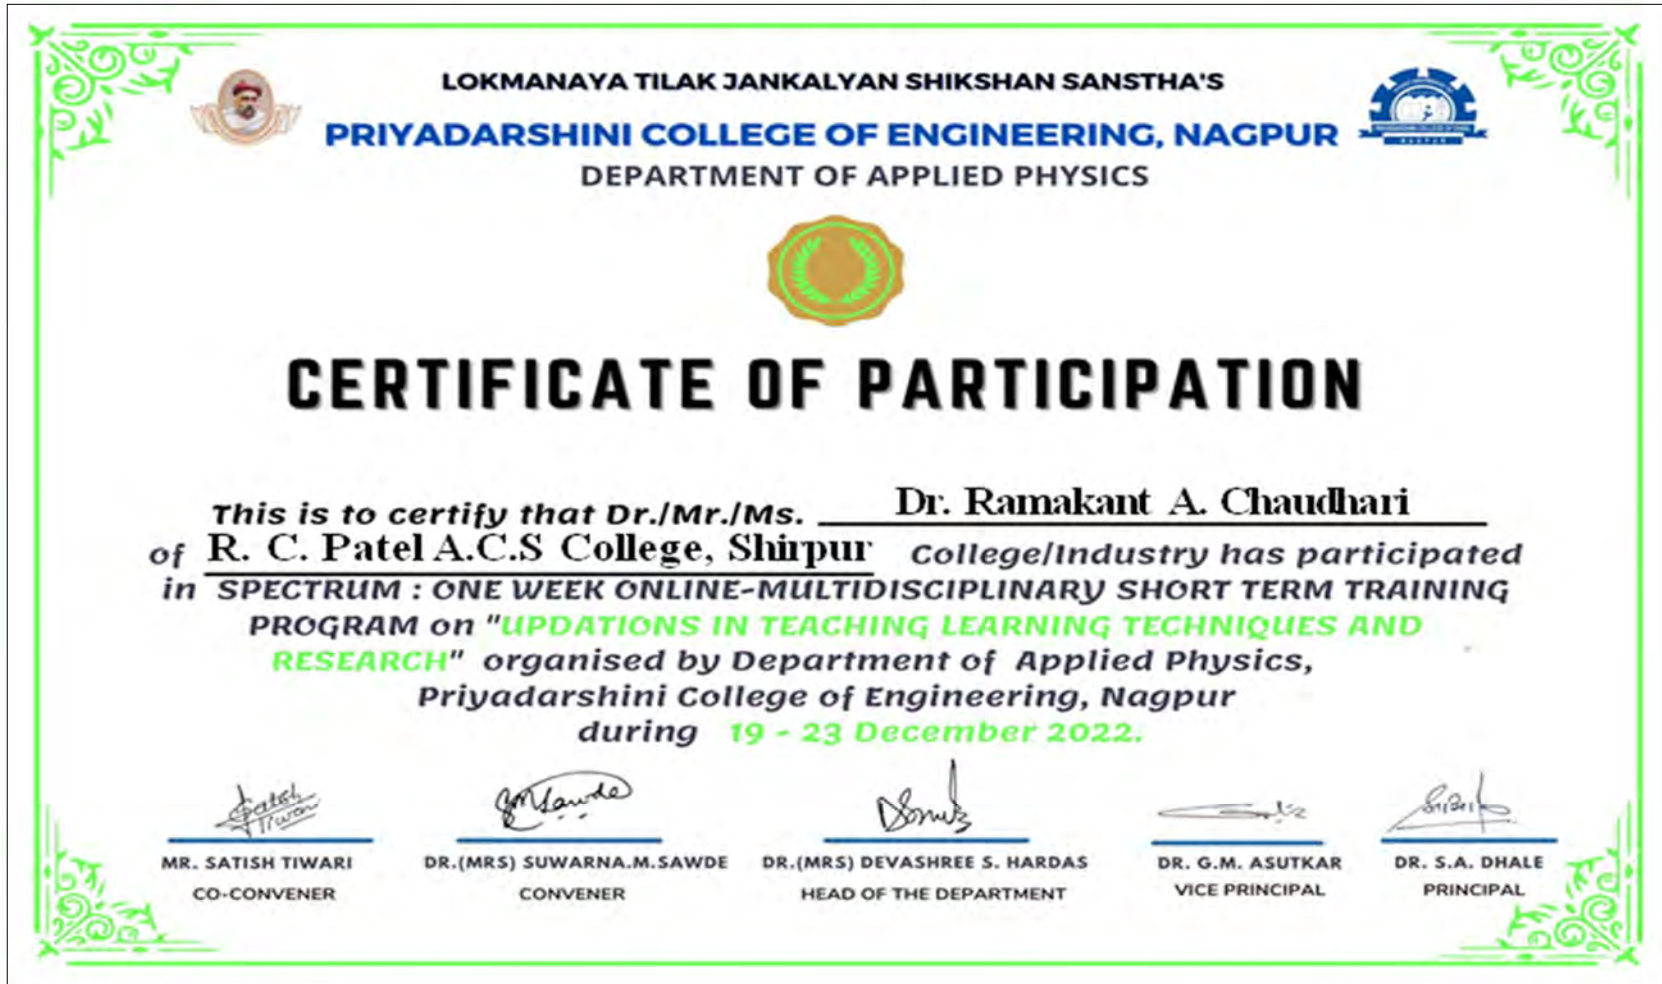 LOKMANAYA TILAK JANKALYAN SHIKSHAN SANSTHA'S
PRIYADARSHINI COLLEGE OF ENGINEERING, NAGPUR
DEPARTMENT OF APPLIED PHYSICS
CERTIFICATE OF PARTICIPATION
This is to certify that Dr./Mr./Ms. Dr. Ramakant A. Chaudhari
of R. C. Patel A.C.S College, Shirpur College/Industry has participated
in SPECTRUM : ONE WEEK ONLINE-MULTIDISCIPLINARY SHORT TERM TRAINING
PROGRAM on "UPDATIONS IN TEACHING LEARNING TECHNIQUES AND
RESEARCH" organised by Department of Applied Physics,
Priyadarshini College of Engineering, Nagpur
during 19 - 23 December 2022.
Satish
Tiwari
SMSawde
MR. SATISH TIWARI DR.(MRS) SUWARNA.M.SAWDE DR.(MRS) DEVASHREE S. HARDAS DR. G.M. ASUTKAR DR. S.A. DHALE
CO-CONVENER CONVENER HEAD OF THE DEPARTMENT VICE PRINCIPAL PRINCIPAL